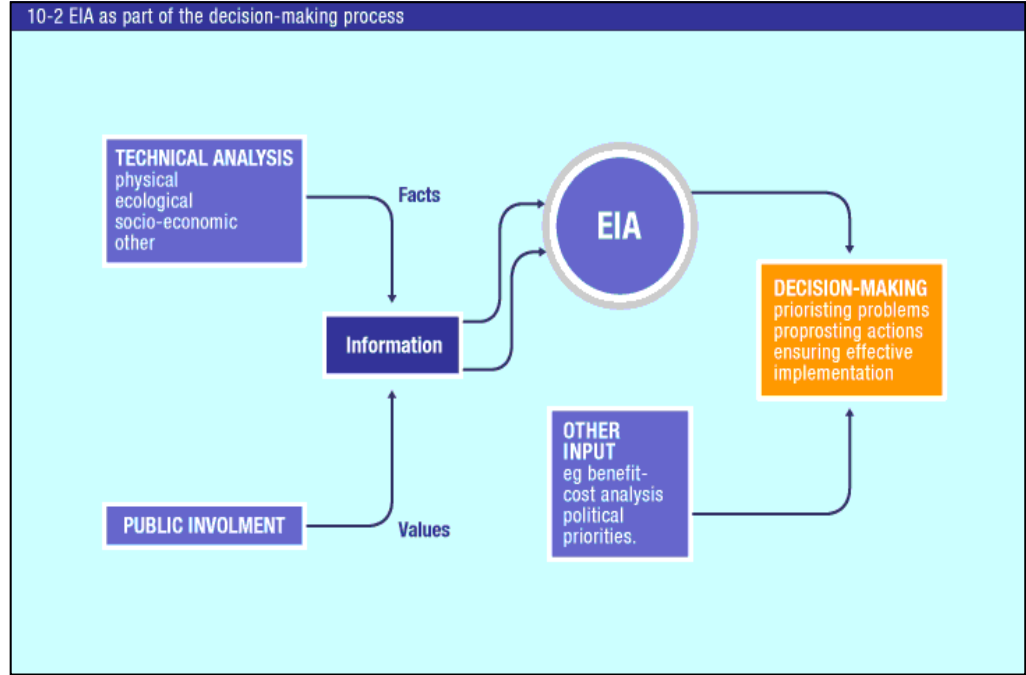 10-2 EIA as part of the decision-making process
TECHNICAL ANALYSIS
physical
ecological
socio-economic
other
Facts
EIA
Information
DECISION-MAKING
prioristing problems
proprosting actions
ensuring effective
implementation
OTHER
INPUT
eg benefit-
cost analysis
political
priorities.
PUBLIC INVOLMENT
Values